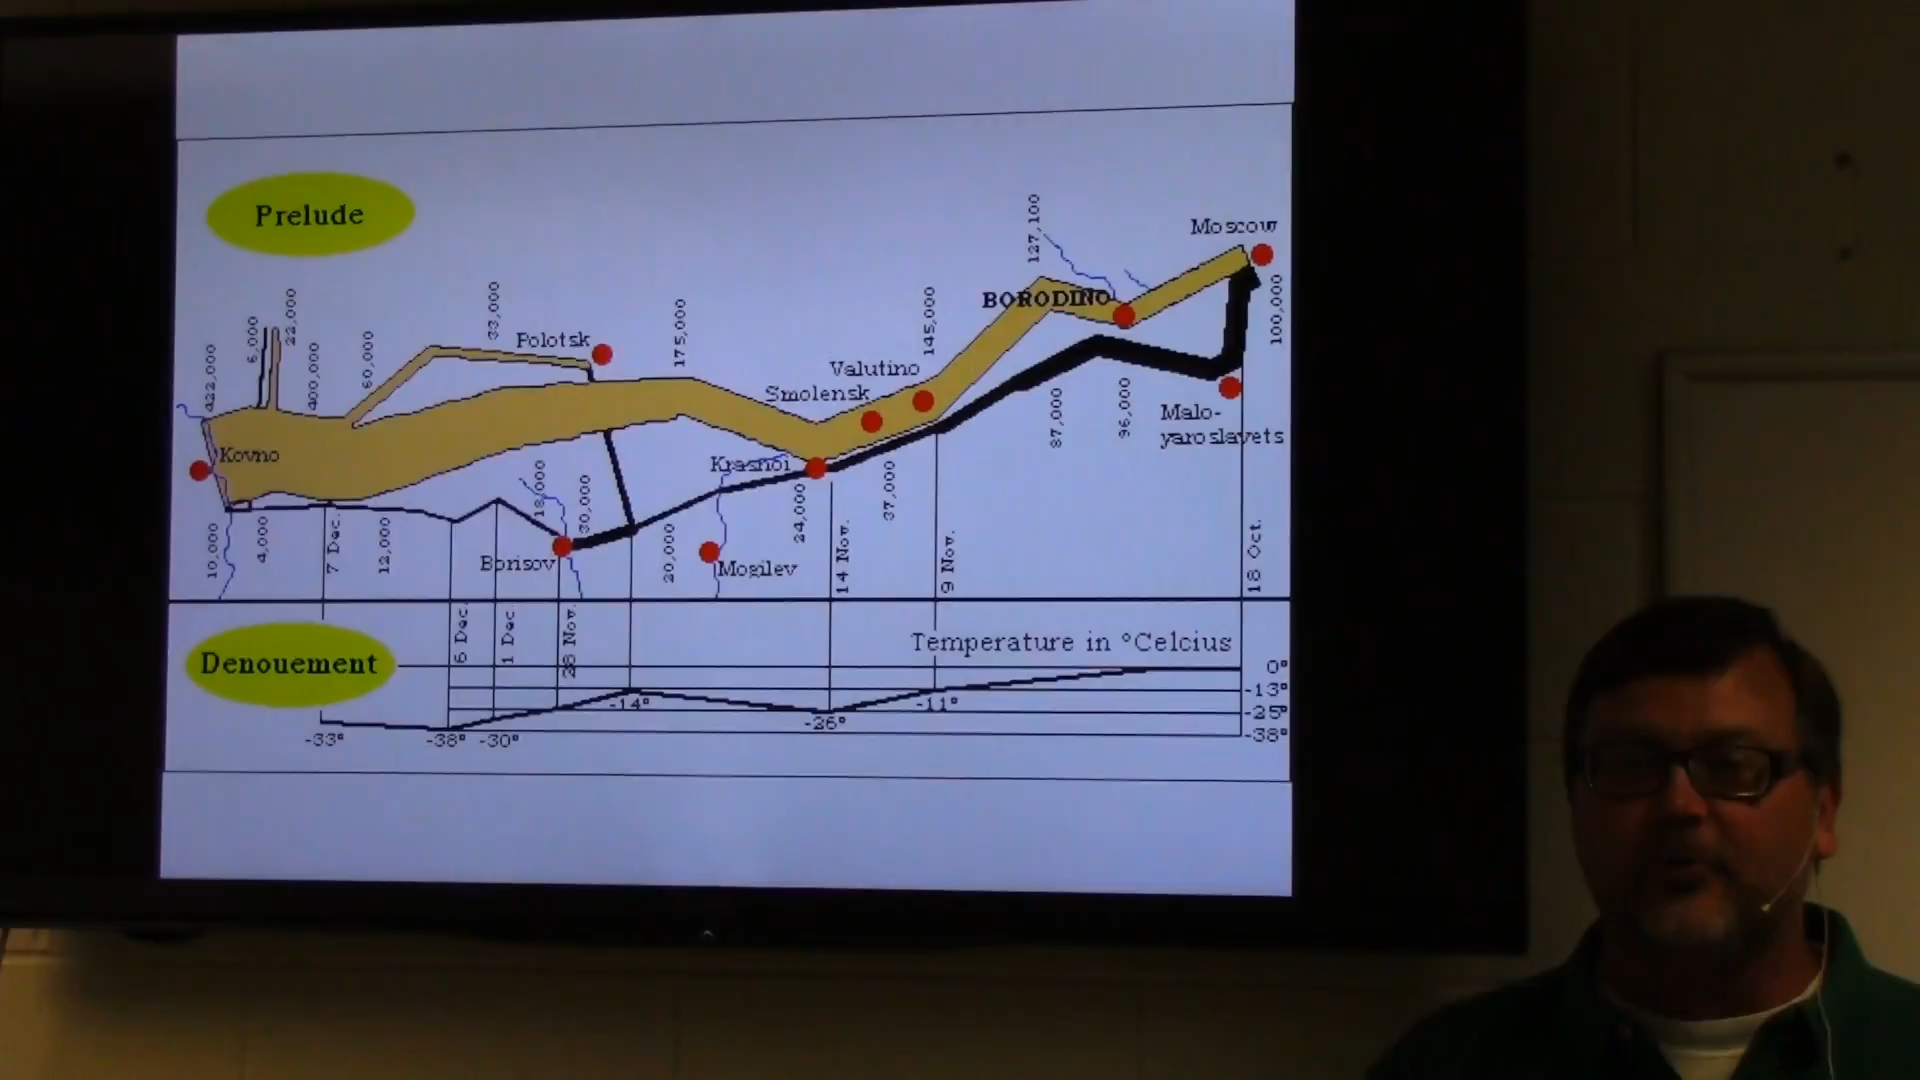 Prelude
Moscow
127,100
BORODINO
100,000
33,000
22,000
6,000
422,000
400,000
60,000
Polotsk
175,000
145,000
Valutino
Smolensk
Malo-
yaroslavets
96,000
87,000
Kovno
Krasnoi
37,000
24,000
18,000
30,000
20,000
10,000
4,000
7 Dec.
12,000
Borisov
Mogilev
14 Nov.
9 Nov.
18 Oct.
6 Dec.
1 Dec.
28 Nov.
Denouement
Temperature in °Celcius
0°
-13°
-25°
-38°
-14°
-11°
-26°
-33°
-38°
-30°